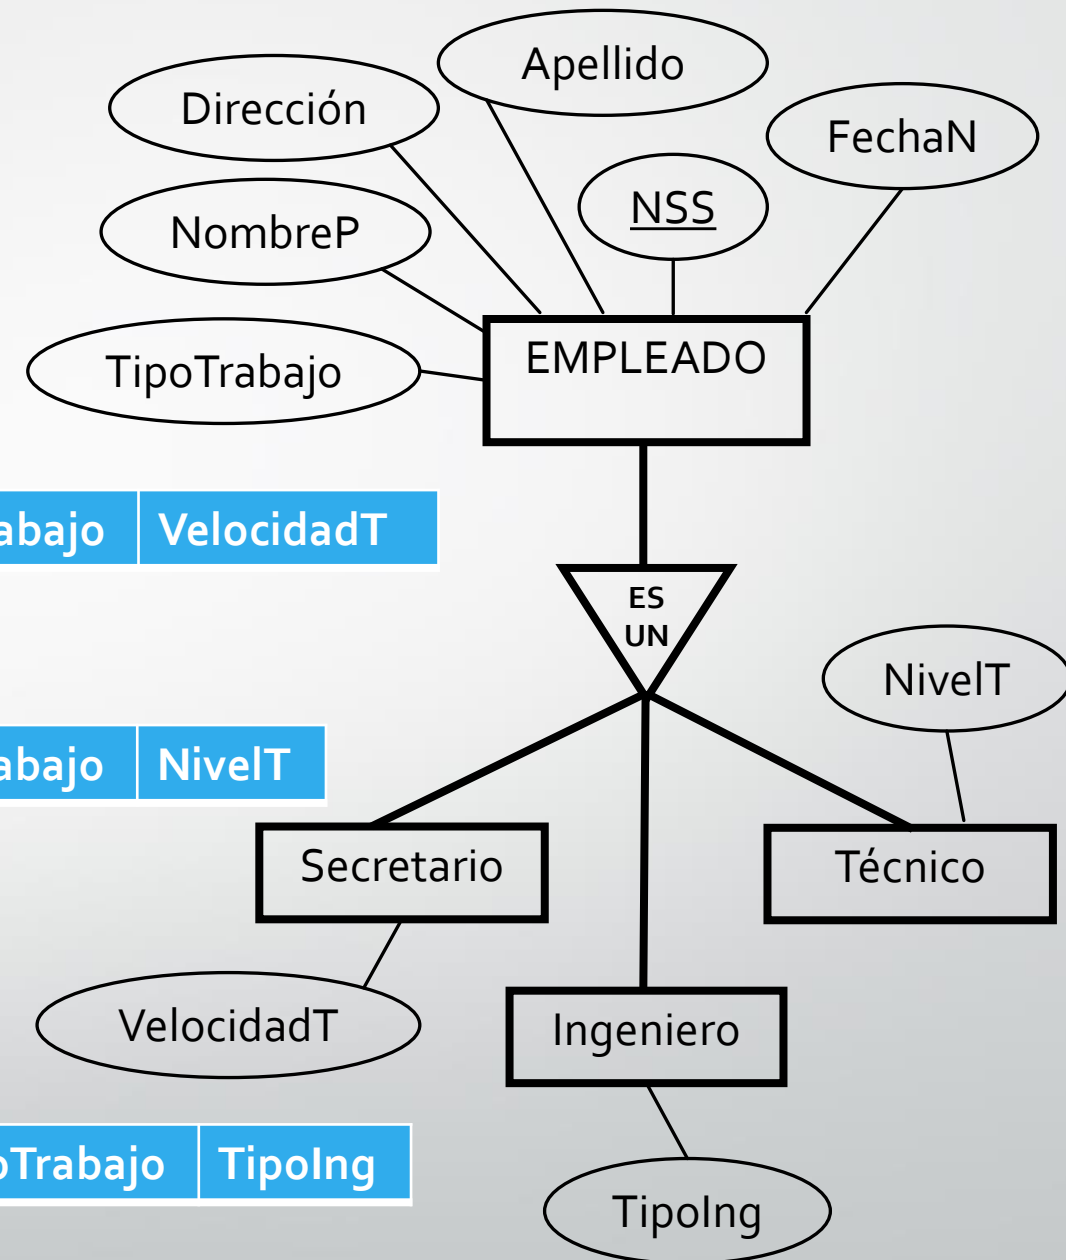 Apellido
Dirección
FechaN
NSS
NombreP
EMPLEADO
TipoTrabajo
abajo VelocidadT
ES
UN
NivelT
abajo NivelT
Secretario
Técnico
VelocidadT
Ingeniero
oTrabajo TipoIng
TipoIng